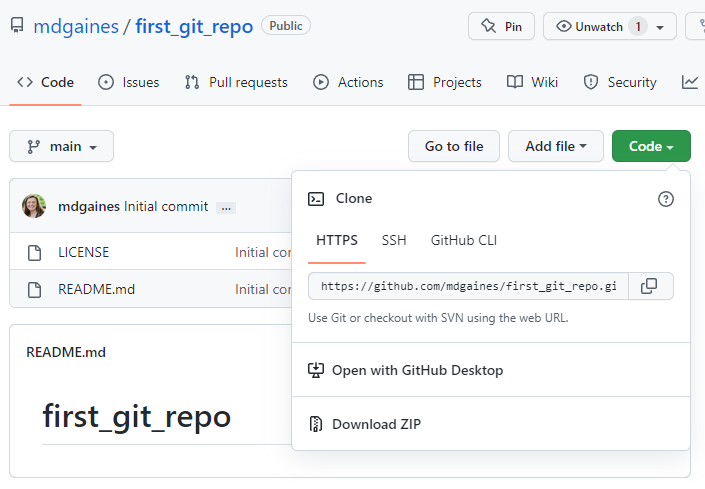 mdgaines / first_git_repo Public Pin Unwatch 1
Code Issues Pull requests Actions Projects Wiki Security
main Go to file Add file Code
mdgaines Initial commit ...
LICENSE Initial con
README.md Initial con
Clone
HTTPS SSH GitHub CLI
https://github.com/mdgaines/first_git_repo.gi
Use Git or checkout with SVN using the web URL.
Open with GitHub Desktop
Download ZIP
README.md
first_git_repo